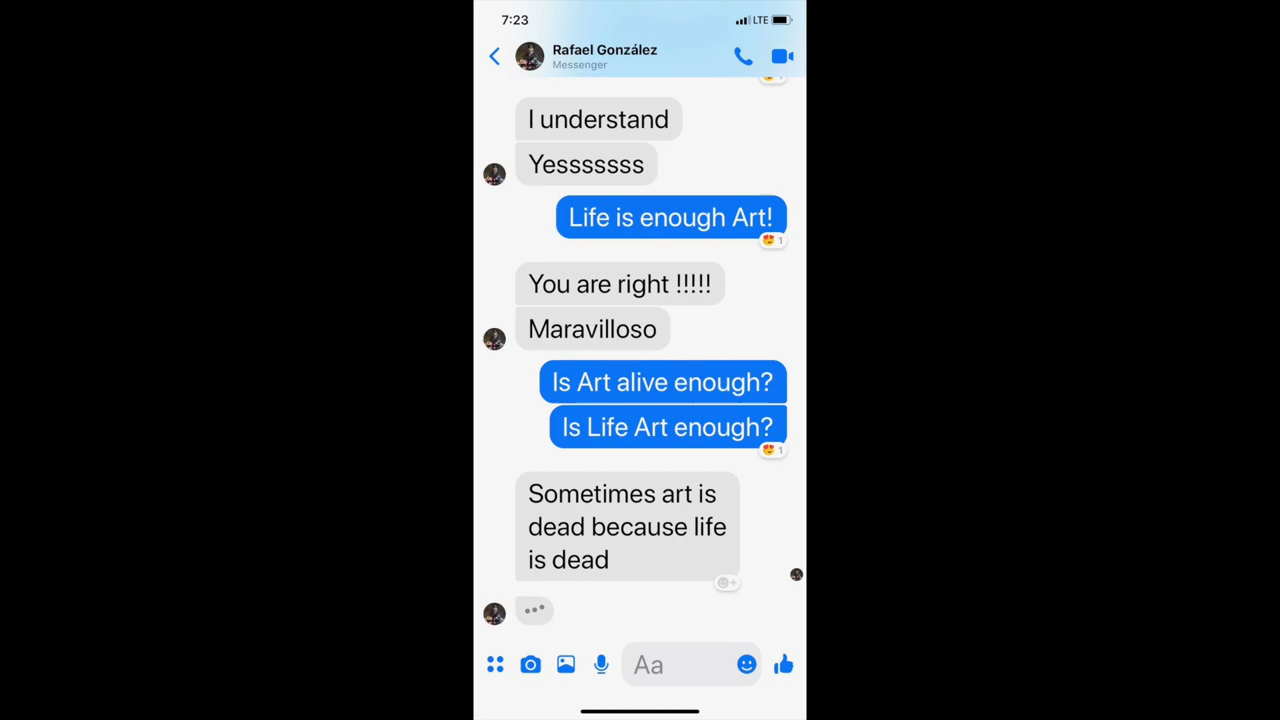 7:23
LTE
Rafael González
Messenger
I understand
Yesssssss
Life is enough Art!
1
You are right !!!!!
Maravilloso
Is Art alive enough?
Is Life Art enough?
1
Sometimes art is
dead because life
is dead
Aa